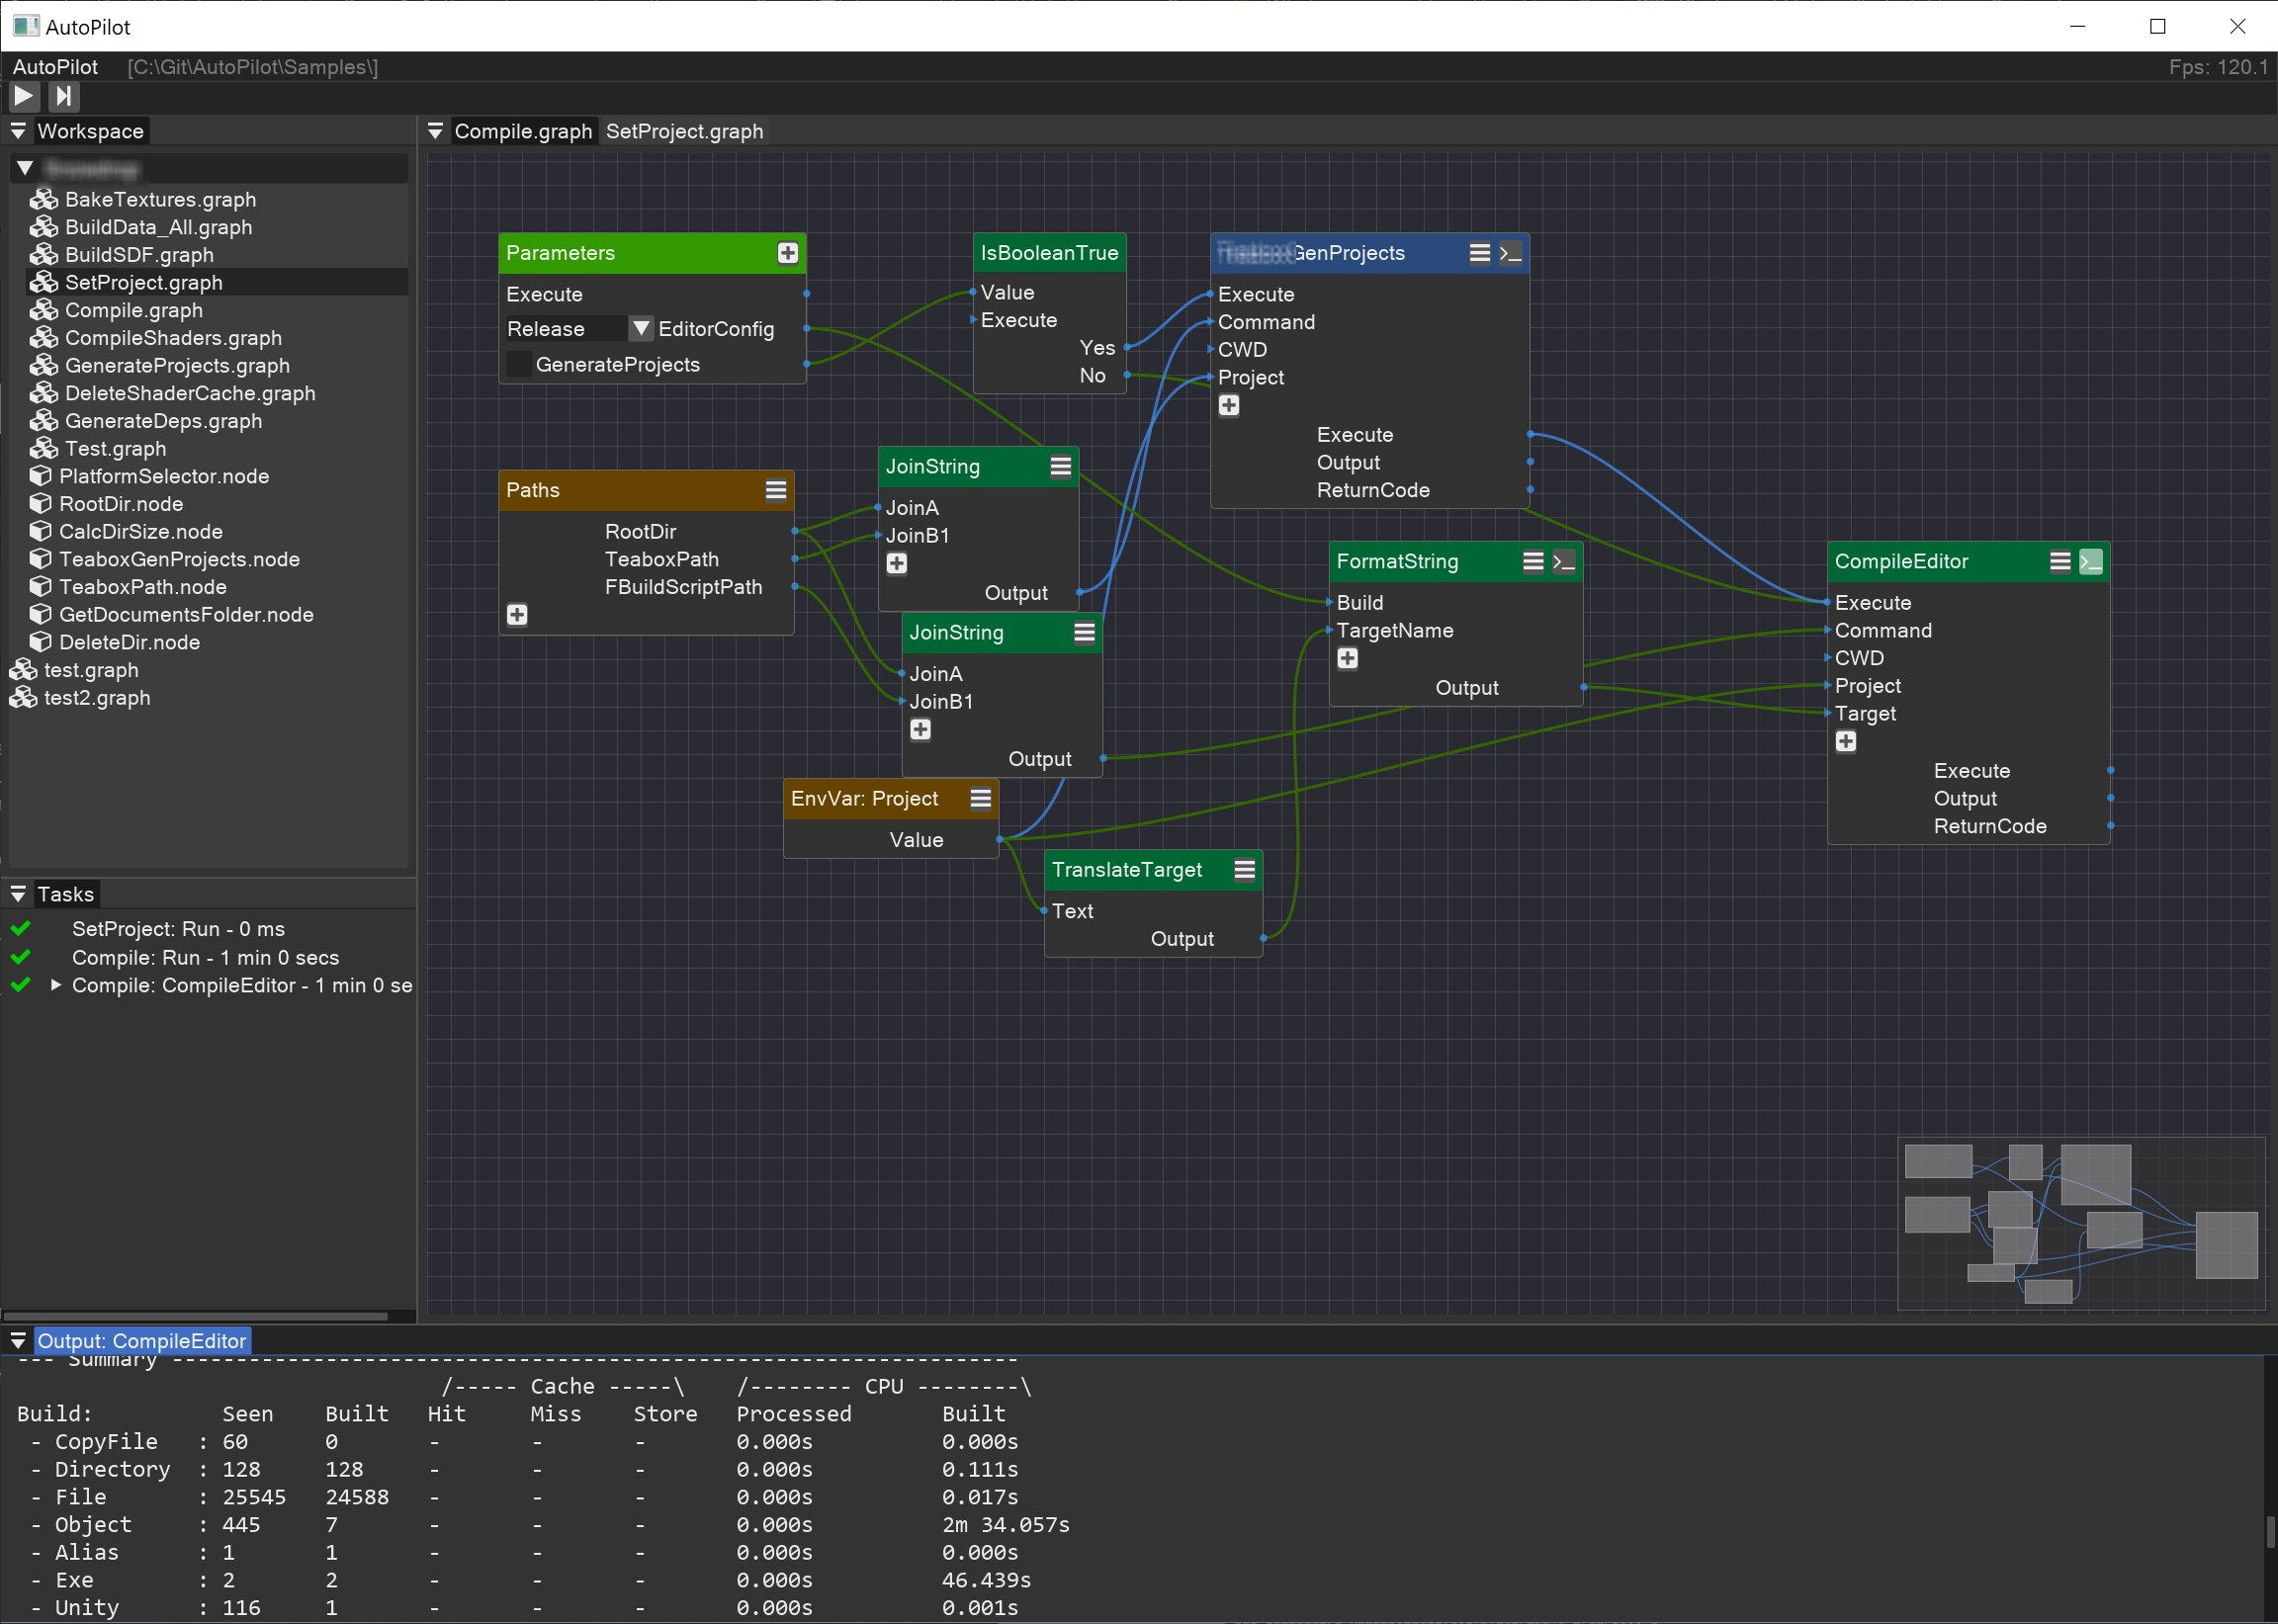 AutoPilot
AutoPilot [C:\Git\AutoPilot\Samples\] Fps: 120.1
Workspace
BakeTextures.graph
BuildData_All.graph
BuildSDF.graph
SetProject.graph
Compile.graph
CompileShaders.graph
GenerateProjects.graph
DeleteShaderCache.graph
GenerateDeps.graph
Test.graph
PlatformSelector.node
RootDir.node
CalcDirSize.node
TeaboxGenProjects.node
TeaboxPath.node
GetDocumentsFolder.node
DeleteDir.node
test.graph
test2.graph
Tasks
SetProject: Run - 0 ms
Compile: Run - 1 min 0 secs
Compile: CompileEditor - 1 min 0 se
Compile.graph SetProject.graph
Parameters
Execute
Release EditorConfig
GenerateProjects
IsBooleanTrue
Value
Execute
Yes
No
GenProjects
Execute
Command
CWD
Project
Execute
Output
ReturnCode
Paths
RootDir
TeaboxPath
FBuildScriptPath
JoinString
JoinA
JoinB1
Output
JoinString
JoinA
JoinB1
Output
EnvVar: Project
Value
TranslateTarget
Text
Output
FormatString
Build
TargetName
Output
CompileEditor
Execute
Command
CWD
Project
Target
Execute
Output
ReturnCode
Output: CompileEditor
--- Summary ------------------------------------------------------------------
/----- Cache -----\ /-------- CPU --------\
Build: Seen Built Hit Miss Store Processed Built
- CopyFile : 60 0 - - - 0.000s 0.000s
- Directory : 128 128 - - - 0.000s 0.111s
- File : 25545 24588 - - - 0.000s 0.017s
- Object : 445 7 - - - 0.000s 2m 34.057s
- Alias : 1 1 - - - 0.000s 0.000s
- Exe : 2 2 - - - 0.000s 46.439s
- Unity : 116 1 - - - 0.000s 0.001s